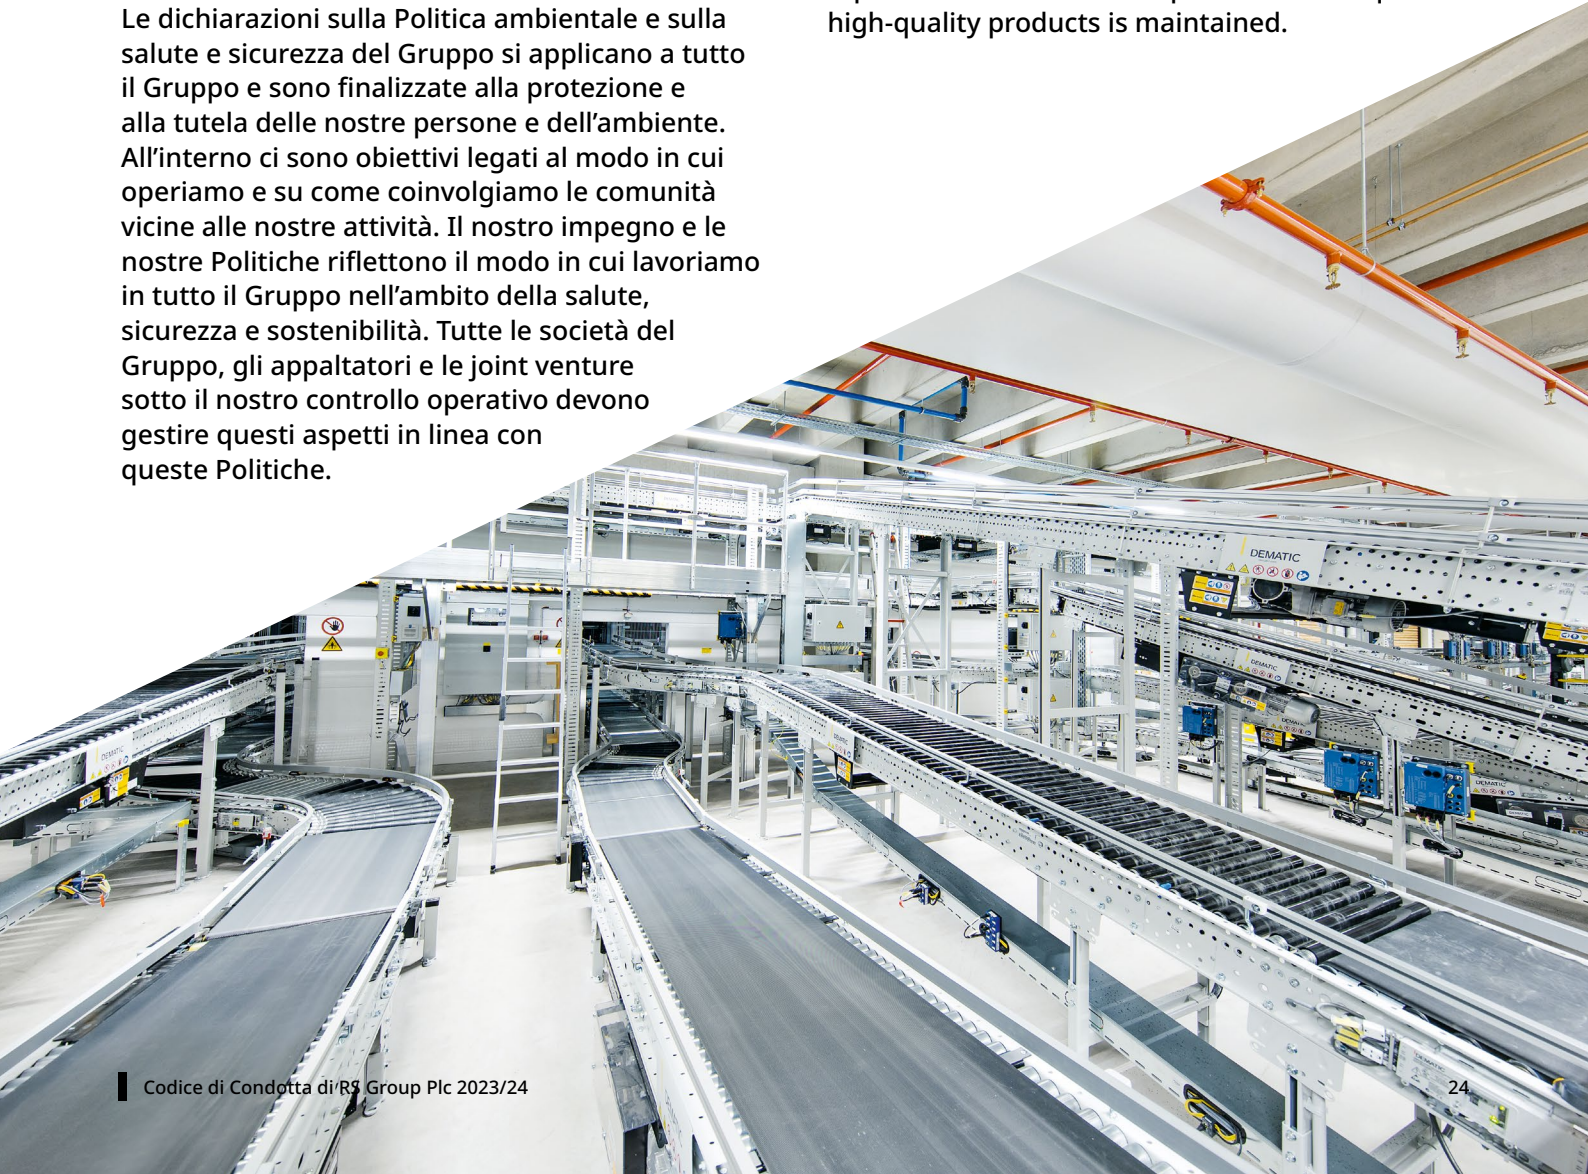 Le dichiarazioni sulla Politica ambientale e sulla
salute e sicurezza del Gruppo si applicano a tutto
il Gruppo e sono finalizzate alla protezione e
alla tutela delle nostre persone e dell’ambiente.
All’interno ci sono obiettivi legati al modo in cui
operiamo e su come coinvolgiamo le comunità
vicine alle nostre attività. Il nostro impegno e le
nostre Politiche riflettono il modo in cui lavoriamo
in tutto il Gruppo nell’ambito della salute,
sicurezza e sostenibilità. Tutte le società del
Gruppo, gli appaltatori e le joint venture
sotto il nostro controllo operativo devono
gestire questi aspetti in linea con
queste Politiche.
high-quality products is maintained.
DEMATIC
DEMATIC
DEMATIC
DEMATIC
DEMATIC
Codice di Condotta di RS Group Plc 2023/24
24